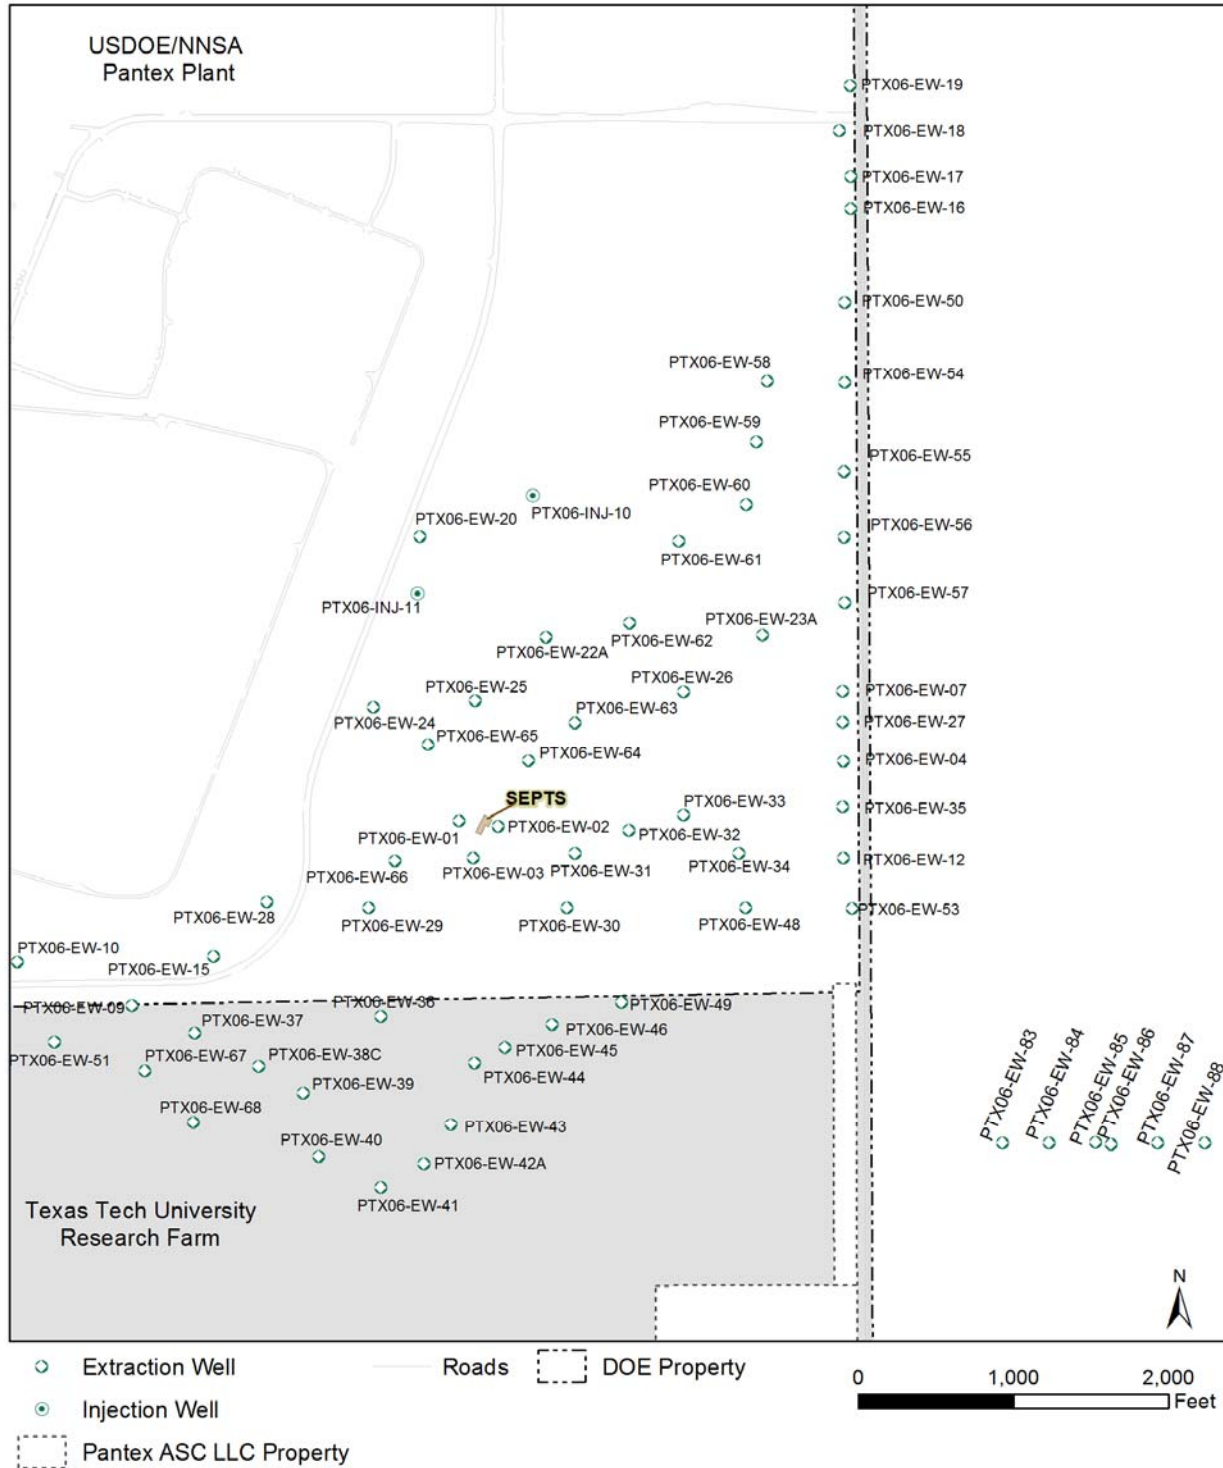 USDOE/NNSA
Pantex Plant
PTX06-EW-19
PTX06-EW-18
PTX06-EW-17
PTX06-EW-16
PTX06-EW-50
PTX06-EW-58
PTX06-EW-54
PTX06-EW-59
PTX06-EW-55
PTX06-EW-60
PTX06-EW-20
PTX06-INJ-10
PTX06-EW-56
PTX06-EW-61
PTX06-EW-57
PTX06-INJ-11
PTX06-EW-23A
PTX06-EW-62
PTX06-EW-22A
PTX06-EW-26
PTX06-EW-07
PTX06-EW-25
PTX06-EW-63
PTX06-EW-24
PTX06-EW-27
PTX06-EW-65
PTX06-EW-64
PTX06-EW-04
SEPTS
PTX06-EW-33
PTX06-EW-35
PTX06-EW-02
PTX06-EW-01
PTX06-EW-32
PTX06-EW-12
PTX06-EW-66
PTX06-EW-03
PTX06-EW-31
PTX06-EW-34
PTX06-EW-53
PTX06-EW-28
PTX06-EW-29
PTX06-EW-30
PTX06-EW-48
PTX06-EW-10
PTX06-EW-15
PTX06-EW-09
PTX06-EW-36
PTX06-EW-49
PTX06-EW-37
PTX06-EW-46
PTX06-EW-45
PTX06-EW-51
PTX06-EW-67
PTX06-EW-38C
PTX06-EW-44
PTX06-EW-39
PTX06-EW-68
PTX06-EW-43
PTX06-EW-40
PTX06-EW-42A
PTX06-EW-41
PTX06-EW-83
PTX06-EW-84
PTX06-EW-85
PTX06-EW-86
PTX06-EW-87
PTX06-EW-88
Texas Tech University
Research Farm
N
Extraction Well
Roads
DOE Property
Injection Well
Pantex ASC LLC Property
0 1,000 2,000
Feet